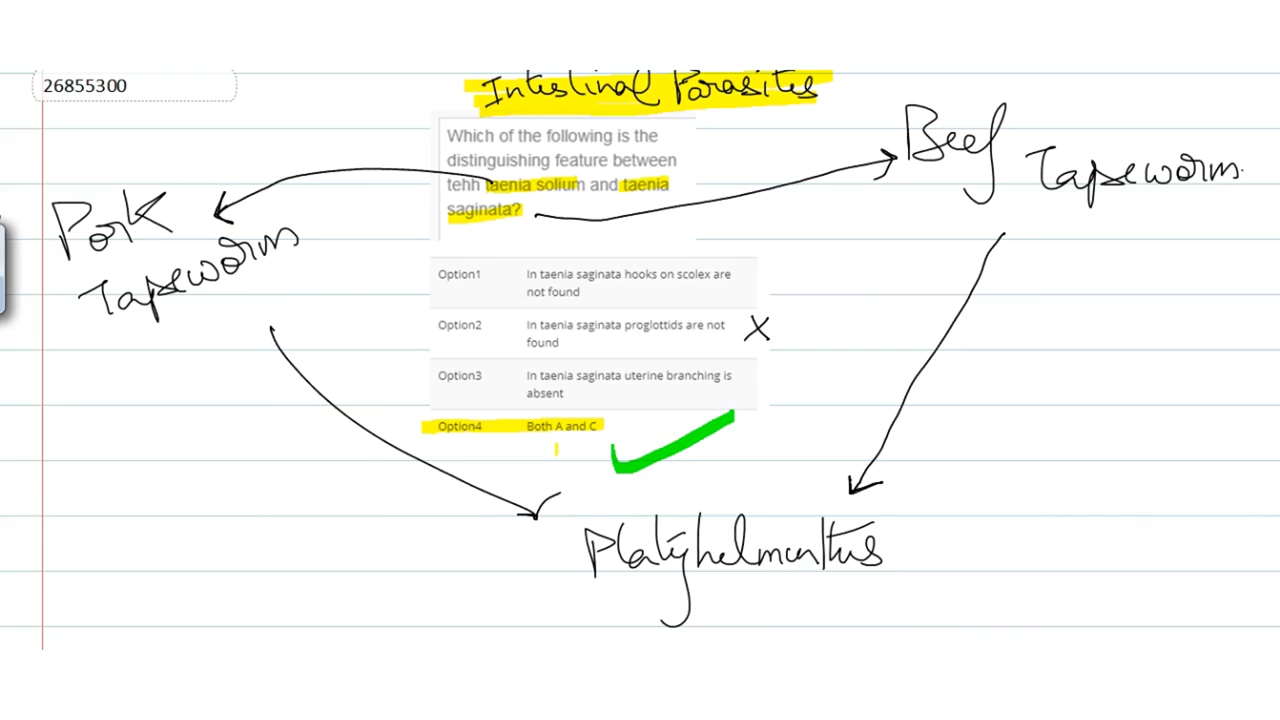 26855300
Intestinal Parasites
Which of the following is the
distinguishing feature between
tehh taenia solium and taenia
saginata?
Beef
Tapeworm.
Pork
Tapeworm
Option1 In taenia saginata hooks on scolex are
not found
Option2 In taenia saginata proglottids are not
found
X
Option3 In taenia saginata uterine branching is
absent
Option4 Both A and C
Platyhelminthes